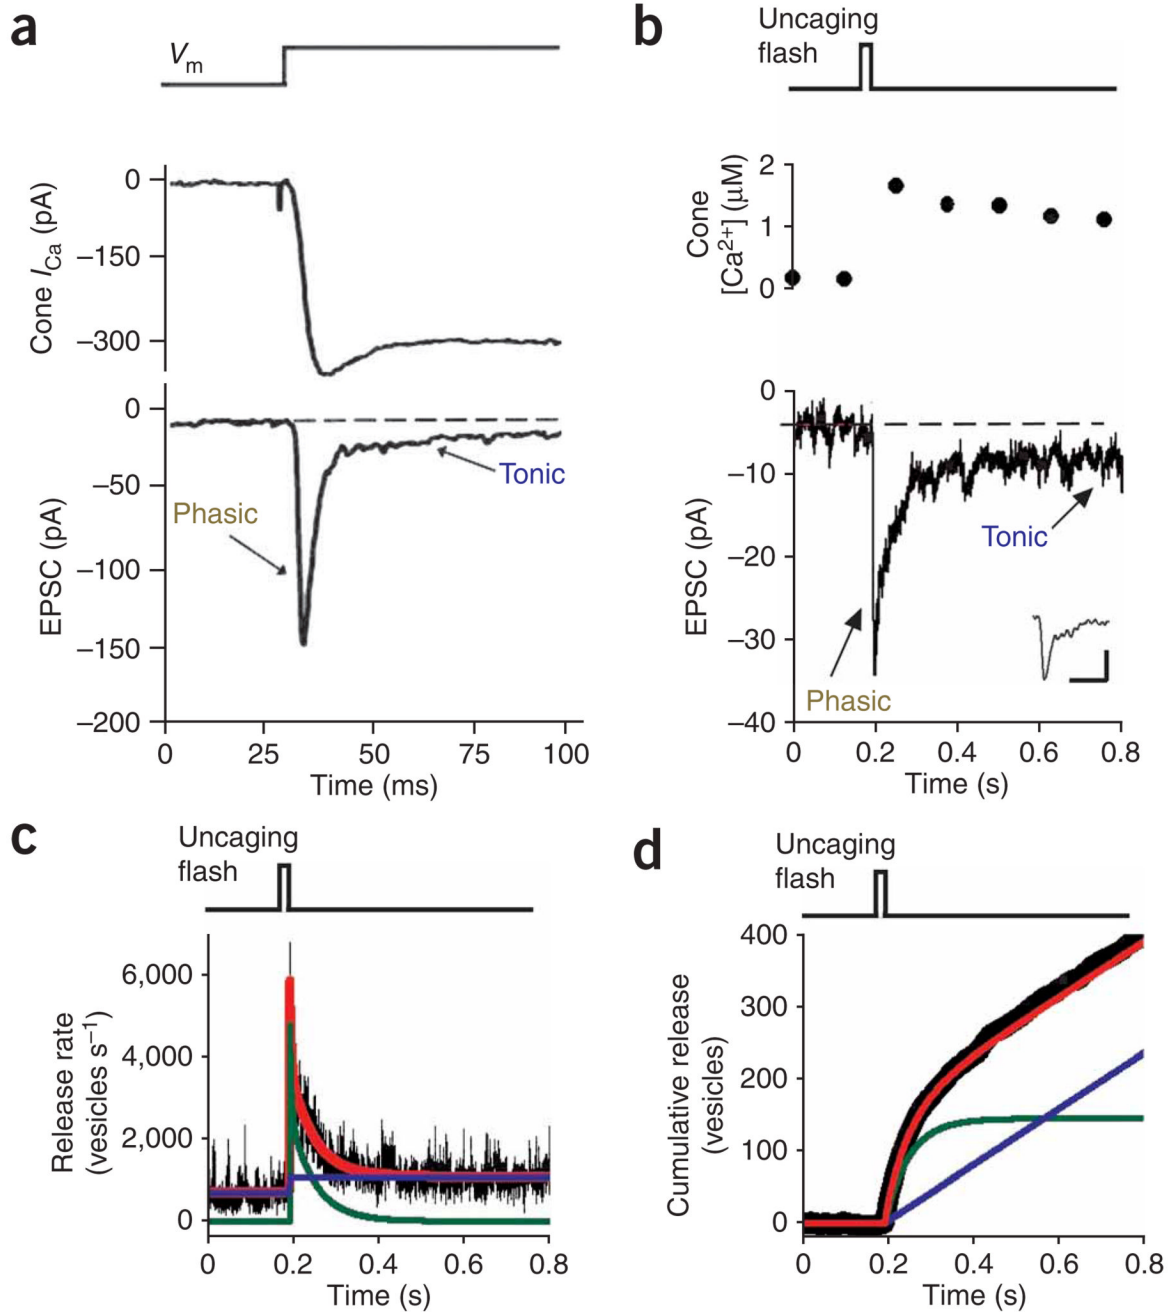 a
Vm
Cone ICa (pA)
0
–150
–300
EPSC (pA)
0
–50
–100
–150
–200
Phasic
Tonic
0 25 50 75 100
Time (ms)
b
Uncaging
flash
Cone
[Ca2+] (μM)
2
1
0
EPSC (pA)
0
–10
–20
–30
–40
Tonic
Phasic
0 0.2 0.4 0.6 0.8
Time (s)
c
Uncaging
flash
Release rate
(vesicles s–1)
6,000
4,000
2,000
0
0 0.2 0.4 0.6 0.8
Time (s)
d
Uncaging
flash
Cumulative release
(vesicles)
400
300
200
100
0
0 0.2 0.4 0.6 0.8
Time (s)